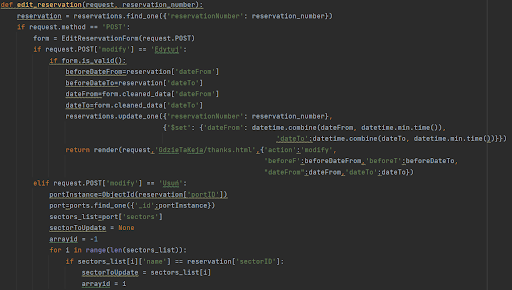 def edit_reservation(request, reservation_number):
reservation = reservations.find_one({'reservationNumber': reservation_number})
if request.method == 'POST':
form = EditReservationForm(request.POST)
if request.POST['modify'] == 'Edytuj':
if form.is_valid():
beforeDateFrom=reservation['dateFrom']
beforeDateTo=reservation['dateTo']
dateFrom=form.cleaned_data['dateFrom']
dateTo=form.cleaned_data['dateTo']
reservations.update_one({'reservationNumber': reservation_number},
{'$set': {'dateFrom': datetime.combine(dateFrom, datetime.min.time()),
'dateTo':datetime.combine(dateTo, datetime.min.time())}})
return render(request,'GdzieTaKeja/thanks.html',{'action':'modify',
'beforeF':beforeDateFrom,'beforeT':beforeDateTo,
"dateFrom":dateFrom,'dateTo':dateTo})
elif request.POST['modify'] == 'Usuń':
portInstance=ObjectId(reservation['portID'])
port=ports.find_one({'_id':portInstance})
sectors_list=port['sectors']
sectorToUpdate = None
arrayid = -1
for i in range(len(sectors_list)):
if sectors_list[i]['name'] == reservation['sectorID']:
sectorToUpdate = sectors_list[i]
arrayid = i